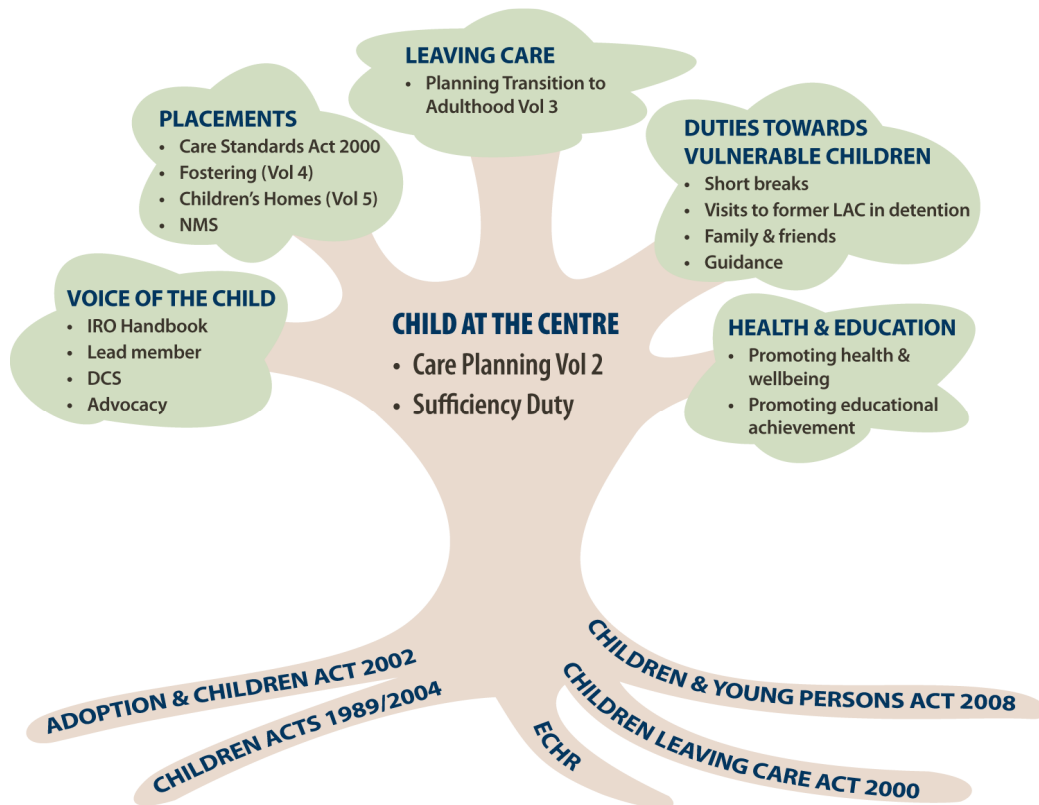 LEAVING CARE
• Planning Transition to
Adulthood Vol 3
PLACEMENTS
• Care Standards Act 2000
• Fostering (Vol 4)
• Children’s Homes (Vol 5)
• NMS
DUTIES TOWARDS
VULNERABLE CHILDREN
• Short breaks
• Visits to former LAC in detention
• Family & friends
• Guidance
VOICE OF THE CHILD
• IRO Handbook
• Lead member
• DCS
• Advocacy
CHILD AT THE CENTRE
• Care Planning Vol 2
• Sufficiency Duty
HEALTH & EDUCATION
• Promoting health &
wellbeing
• Promoting educational
achievement
ADOPTION & CHILDREN ACT 2002
CHILDREN ACTS 1989/2004
ECHR
CHILDREN LEAVING CARE ACT 2000
CHILDREN & YOUNG PERSONS ACT 2008